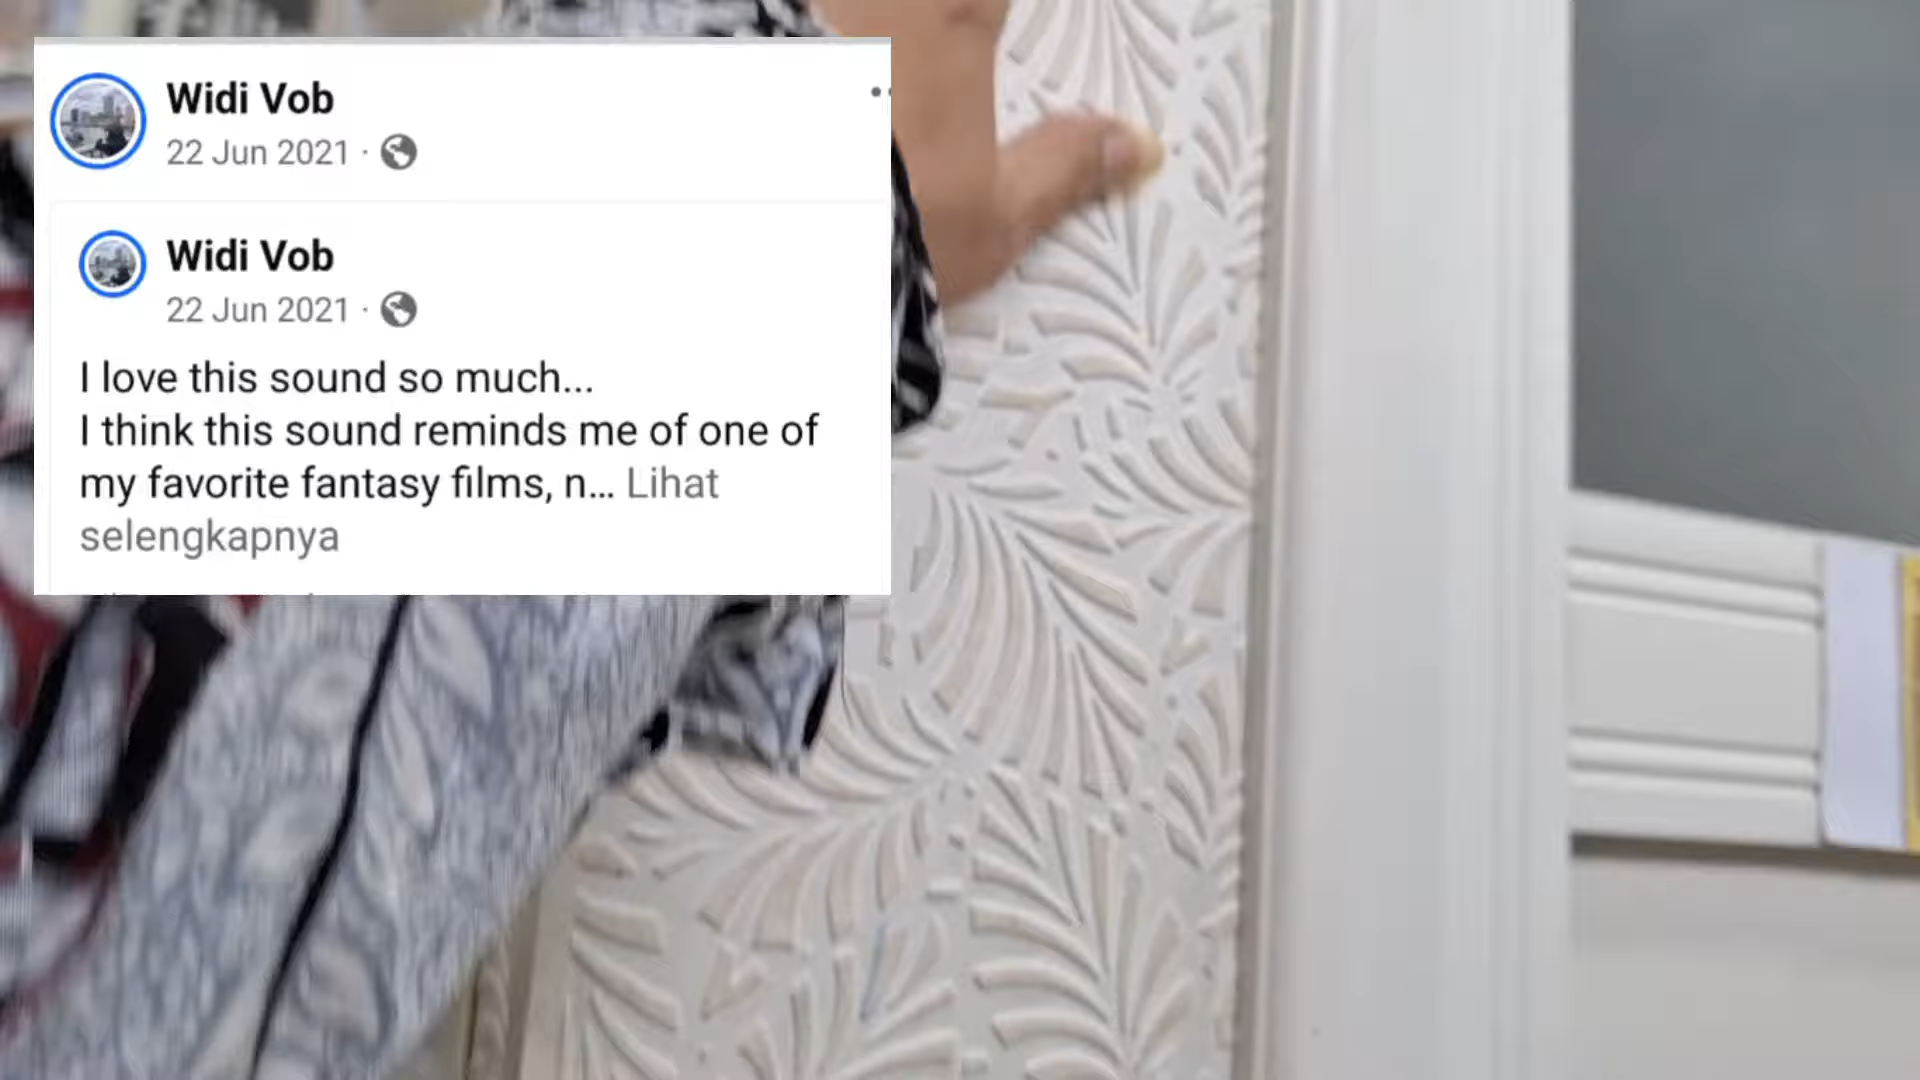 Widi Vob
22 Jun 2021 ·
Widi Vob
22 Jun 2021 ·
I love this sound so much...
I think this sound reminds me of one of
my favorite fantasy films, n... Lihat
selengkapnya